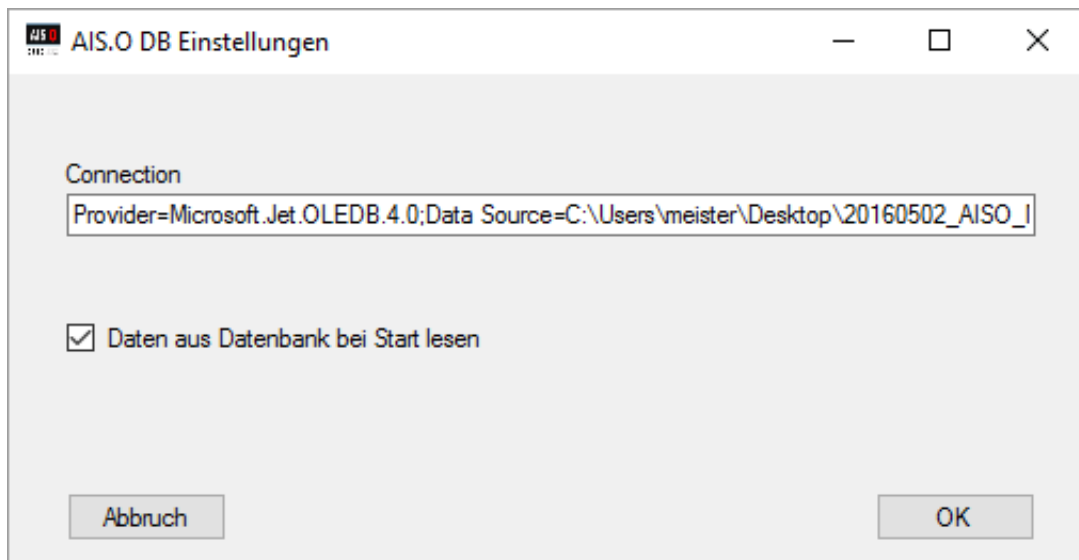 AIS.O DB Einstellungen
Connection
Provider=Microsoft.Jet.OLEDB.4.0;Data Source=C:\Users\meister\Desktop\20160502_AISO_
Daten aus Datenbank bei Start lesen
Abbruch
OK